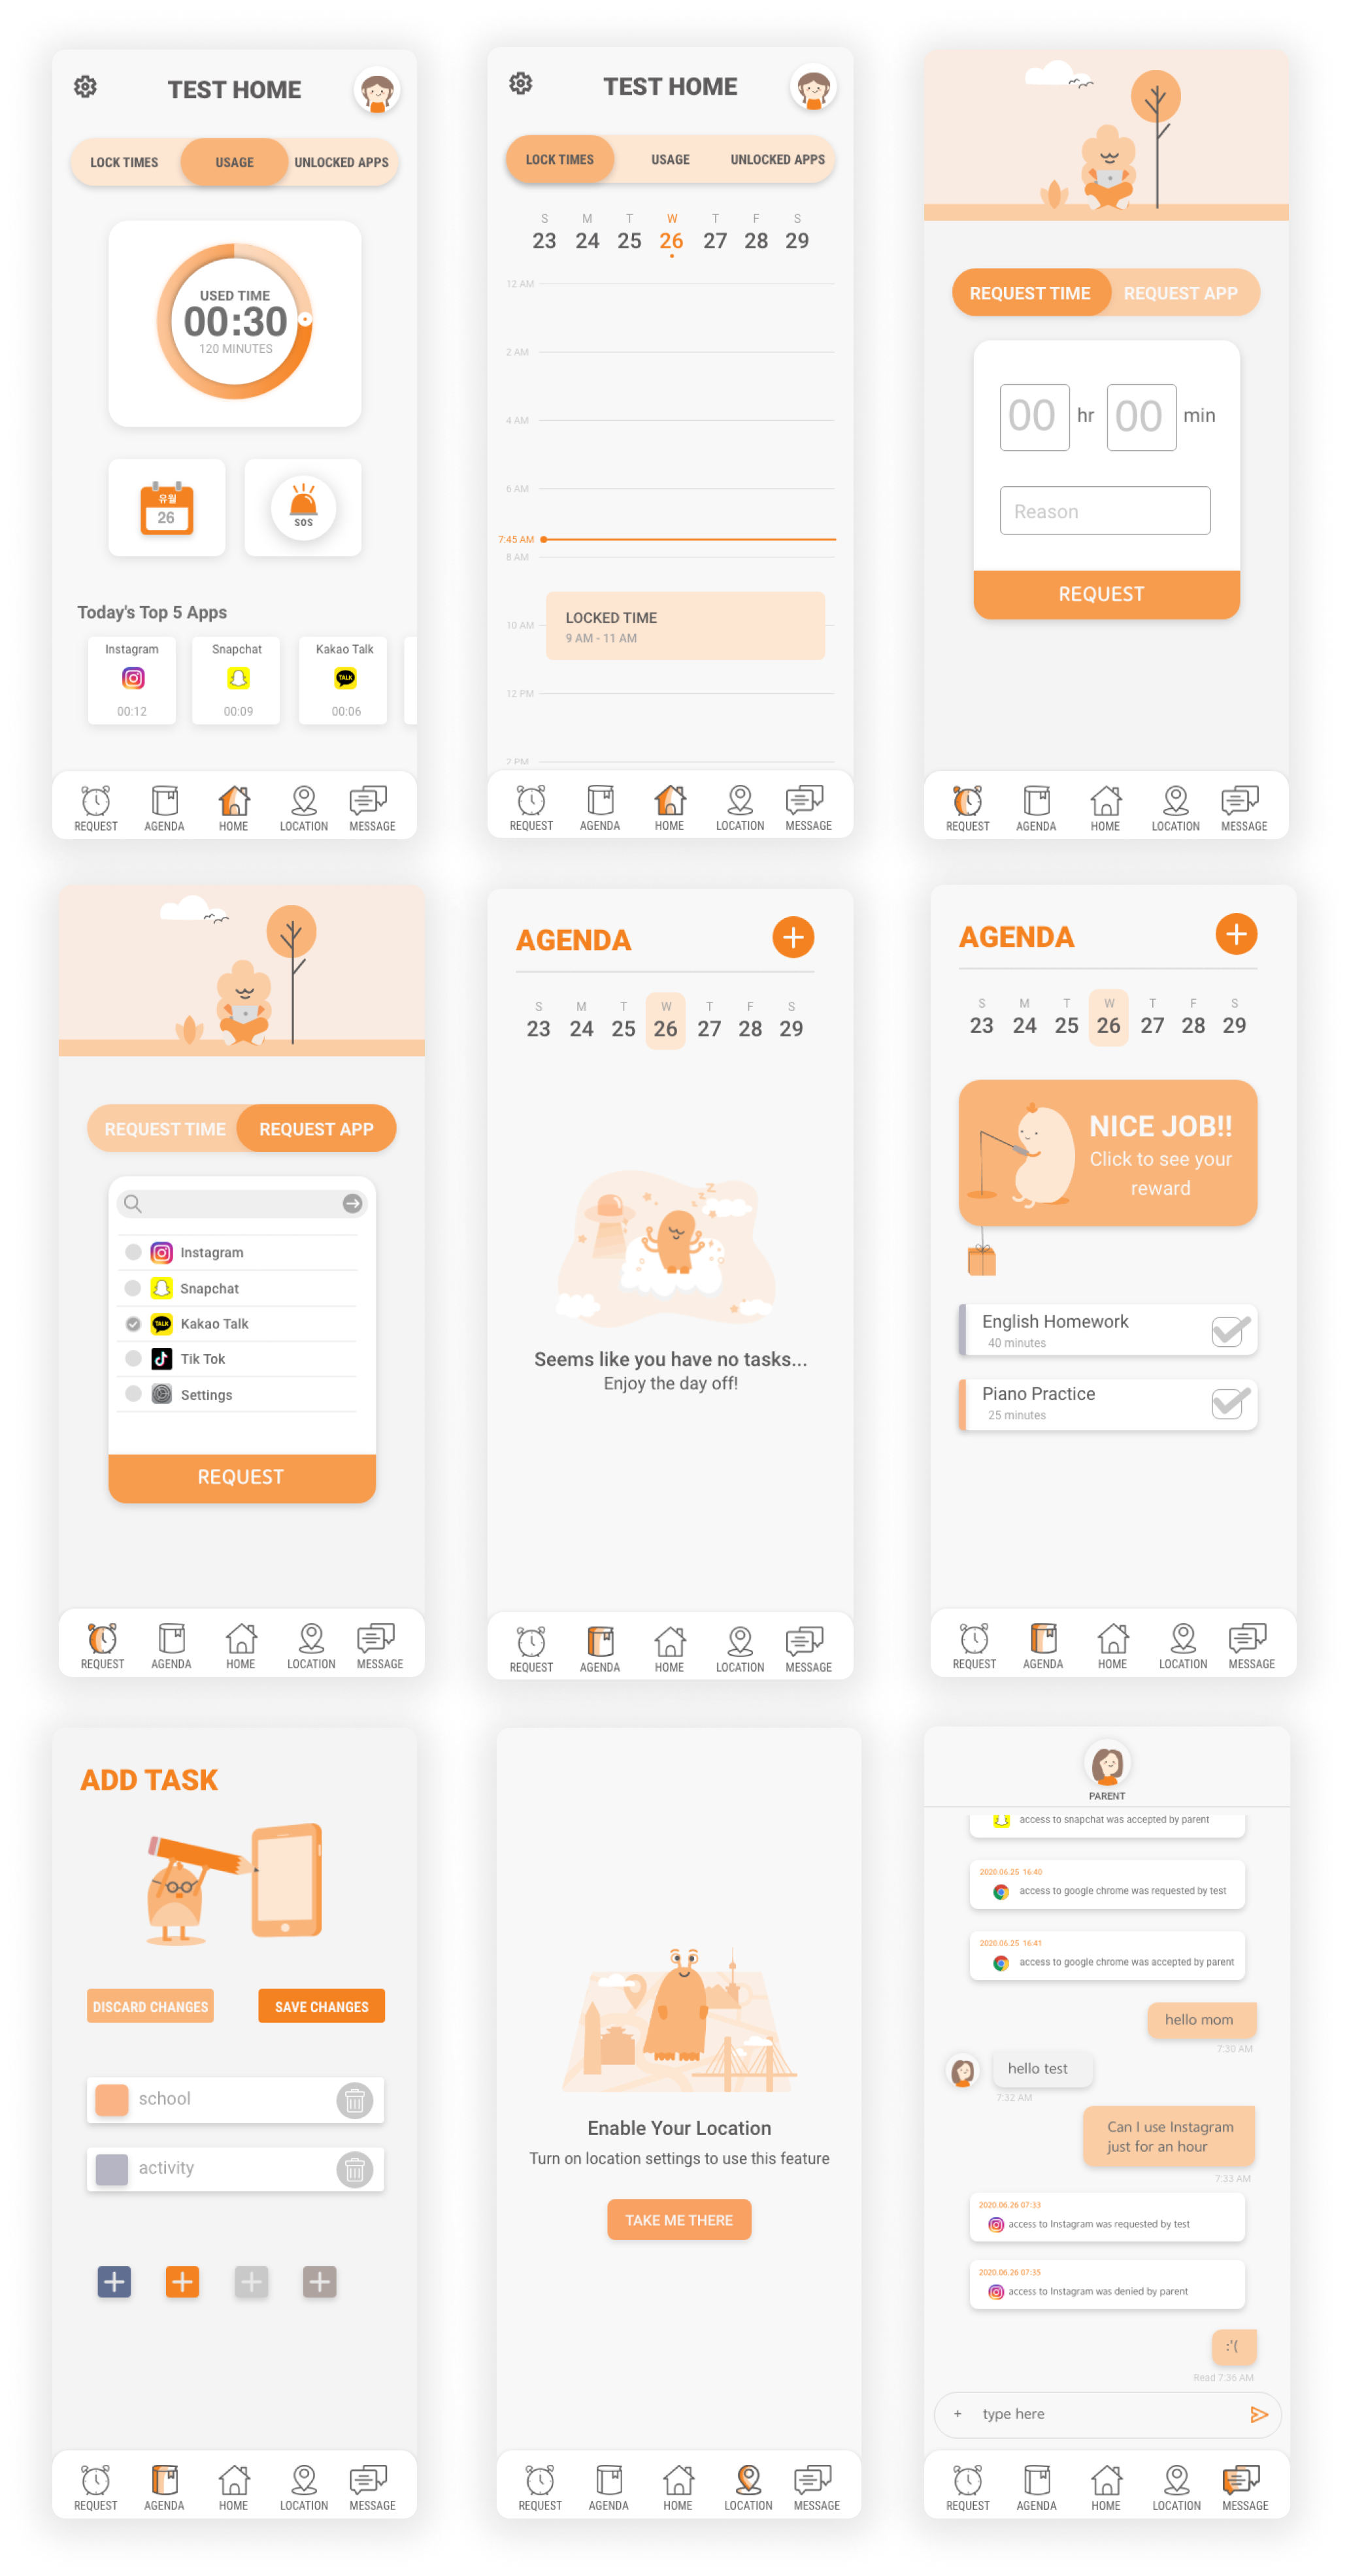 TEST HOME
LOCK TIMES USAGE UNLOCKED APPS
USED TIME
00:30
120 MINUTES
유월
26
SOS
Today's Top 5 Apps
Instagram Snapchat Kakao Talk
TALK
00:12 00:09 00:06
REQUEST AGENDA HOME LOCATION MESSAGE
TEST HOME
LOCK TIMES USAGE UNLOCKED APPS
S M T W T F S
23 24 25 26 27 28 29
12 AM
2 AM
4 AM
6 AM
7:45 AM
8 AM
LOCKED TIME
10 AM
9 AM - 11 AM
12 PM
2 PM
REQUEST AGENDA HOME LOCATION MESSAGE
REQUEST TIME REQUEST APP
00 hr 00 min
Reason
REQUEST
REQUEST AGENDA HOME LOCATION MESSAGE
REQUEST TIME REQUEST APP
Instagram
Snapchat
TALK Kakao Talk
Tik Tok
Settings
REQUEST
REQUEST AGENDA HOME LOCATION MESSAGE
AGENDA
S M T W T F S
23 24 25 26 27 28 29
z z z
Seems like you have no tasks...
Enjoy the day off!
REQUEST AGENDA HOME LOCATION MESSAGE
AGENDA
S M T W T F S
23 24 25 26 27 28 29
NICE JOB!!
Click to see your
reward
English Homework
40 minutes
Piano Practice
25 minutes
REQUEST AGENDA HOME LOCATION MESSAGE
ADD TASK
DISCARD CHANGES SAVE CHANGES
school
activity
REQUEST AGENDA HOME LOCATION MESSAGE
Enable Your Location
Turn on location settings to use this feature
TAKE ME THERE
REQUEST AGENDA HOME LOCATION MESSAGE
PARENT
access to snapchat was accepted by parent
2020.06.25 16:40
access to google chrome was requested by test
2020.06.25 16:41
access to google chrome was accepted by parent
hello mom
7:30 AM
hello test
7:32 AM
Can I use Instagram
just for an hour
7:33 AM
2020.06.26 07:33
access to Instagram was requested by test
2020.06.26 07:35
access to Instagram was denied by parent
:'(
Read 7:36 AM
+ type here
REQUEST AGENDA HOME LOCATION MESSAGE